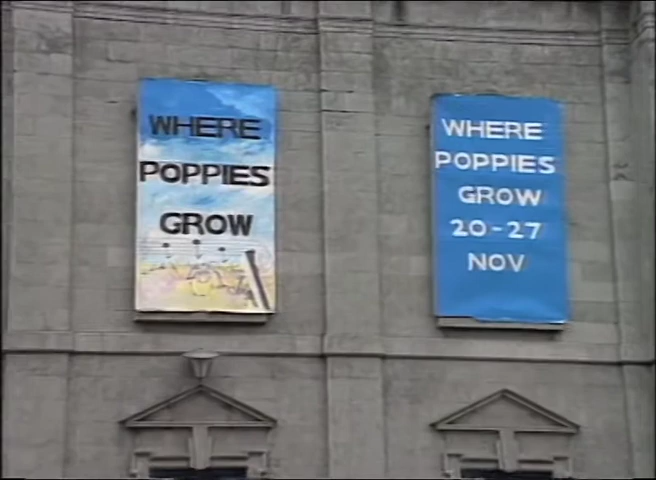 WHERE
POPPIES
GROW
WHERE
POPPIES
GROW
20-27
NOV